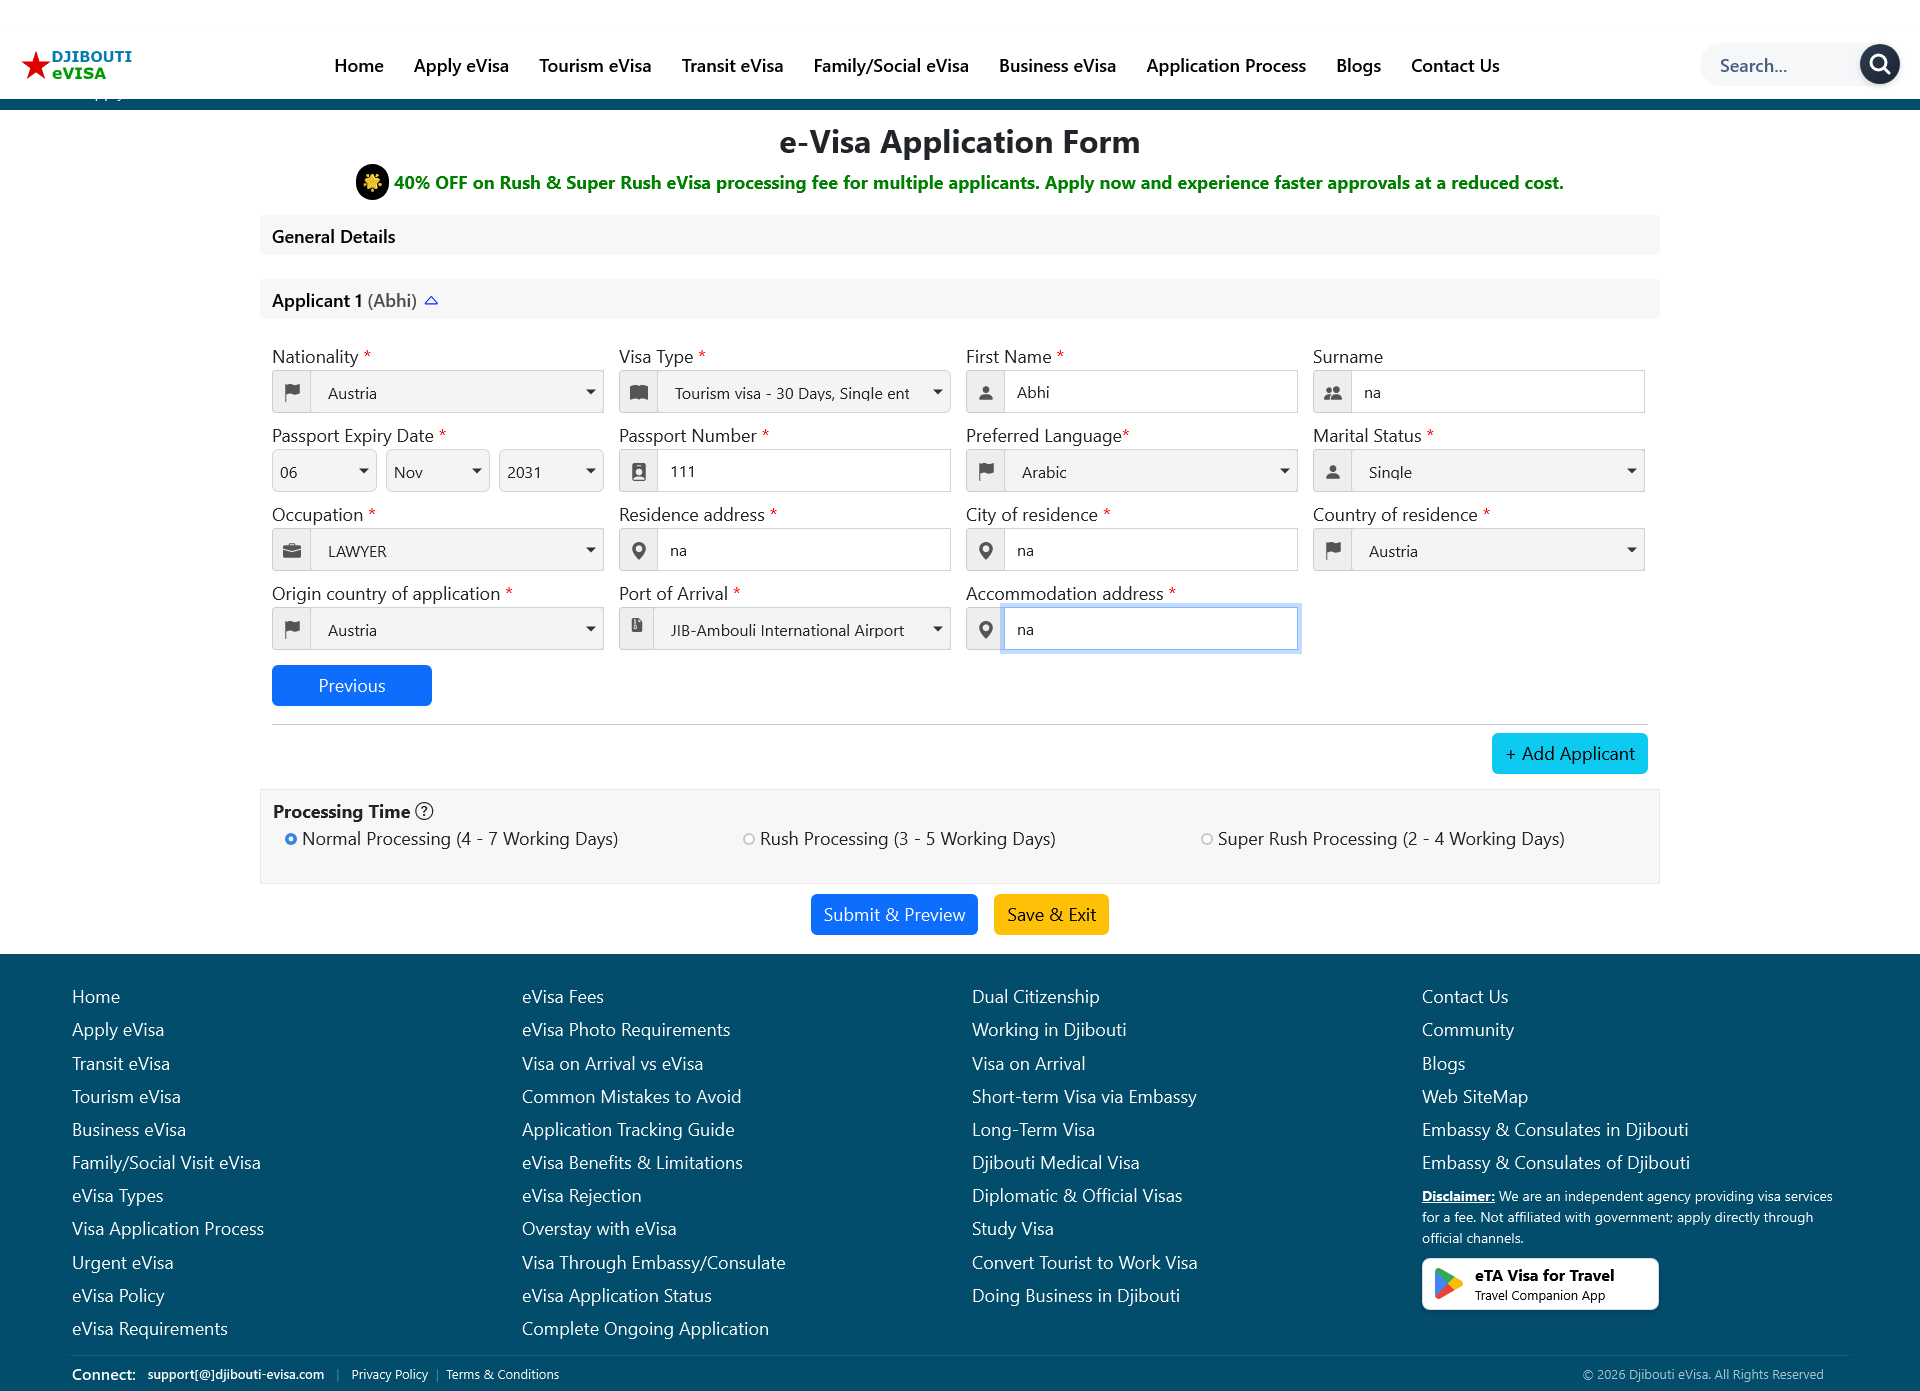 DJIBOUTI
eVISA
Home
Apply eVisa
Tourism eVisa
Transit eVisa
Family/Social eVisa
Business eVisa
Application Process
Blogs
Contact Us
Search...
e-Visa Application Form
40% OFF on Rush & Super Rush eVisa processing fee for multiple applicants. Apply now and experience faster approvals at a reduced cost.
General Details
Applicant 1 (Abhi)
Nationality *
Visa Type *
First Name *
Surname
Austria
Tourism visa - 30 Days, Single ent
Abhi
na
Passport Expiry Date *
Passport Number *
Preferred Language*
Marital Status *
06
Nov
2031
111
Arabic
Single
Occupation *
Residence address *
City of residence *
Country of residence *
LAWYER
na
na
Austria
Origin country of application *
Port of Arrival *
Accommodation address *
Austria
JIB-Ambouli International Airport
na
Previous
+ Add Applicant
Processing Time ?
Normal Processing (4 - 7 Working Days)
Rush Processing (3 - 5 Working Days)
Super Rush Processing (2 - 4 Working Days)
Submit & Preview
Save & Exit
Home
Apply eVisa
Transit eVisa
Tourism eVisa
Business eVisa
Family/Social Visit eVisa
eVisa Types
Visa Application Process
Urgent eVisa
eVisa Policy
eVisa Requirements
eVisa Fees
eVisa Photo Requirements
Visa on Arrival vs eVisa
Common Mistakes to Avoid
Application Tracking Guide
eVisa Benefits & Limitations
eVisa Rejection
Overstay with eVisa
Visa Through Embassy/Consulate
eVisa Application Status
Complete Ongoing Application
Dual Citizenship
Working in Djibouti
Visa on Arrival
Short-term Visa via Embassy
Long-Term Visa
Djibouti Medical Visa
Diplomatic & Official Visas
Study Visa
Convert Tourist to Work Visa
Doing Business in Djibouti
Contact Us
Community
Blogs
Web SiteMap
Embassy & Consulates in Djibouti
Embassy & Consulates of Djibouti
Disclaimer: We are an independent agency providing visa services
for a fee. Not affiliated with government; apply directly through
official channels.
eTA Visa for Travel
Travel Companion App
Connect: support[@]djibouti-evisa.com | Privacy Policy | Terms & Conditions
© 2026 Djibouti eVisa. All Rights Reserved